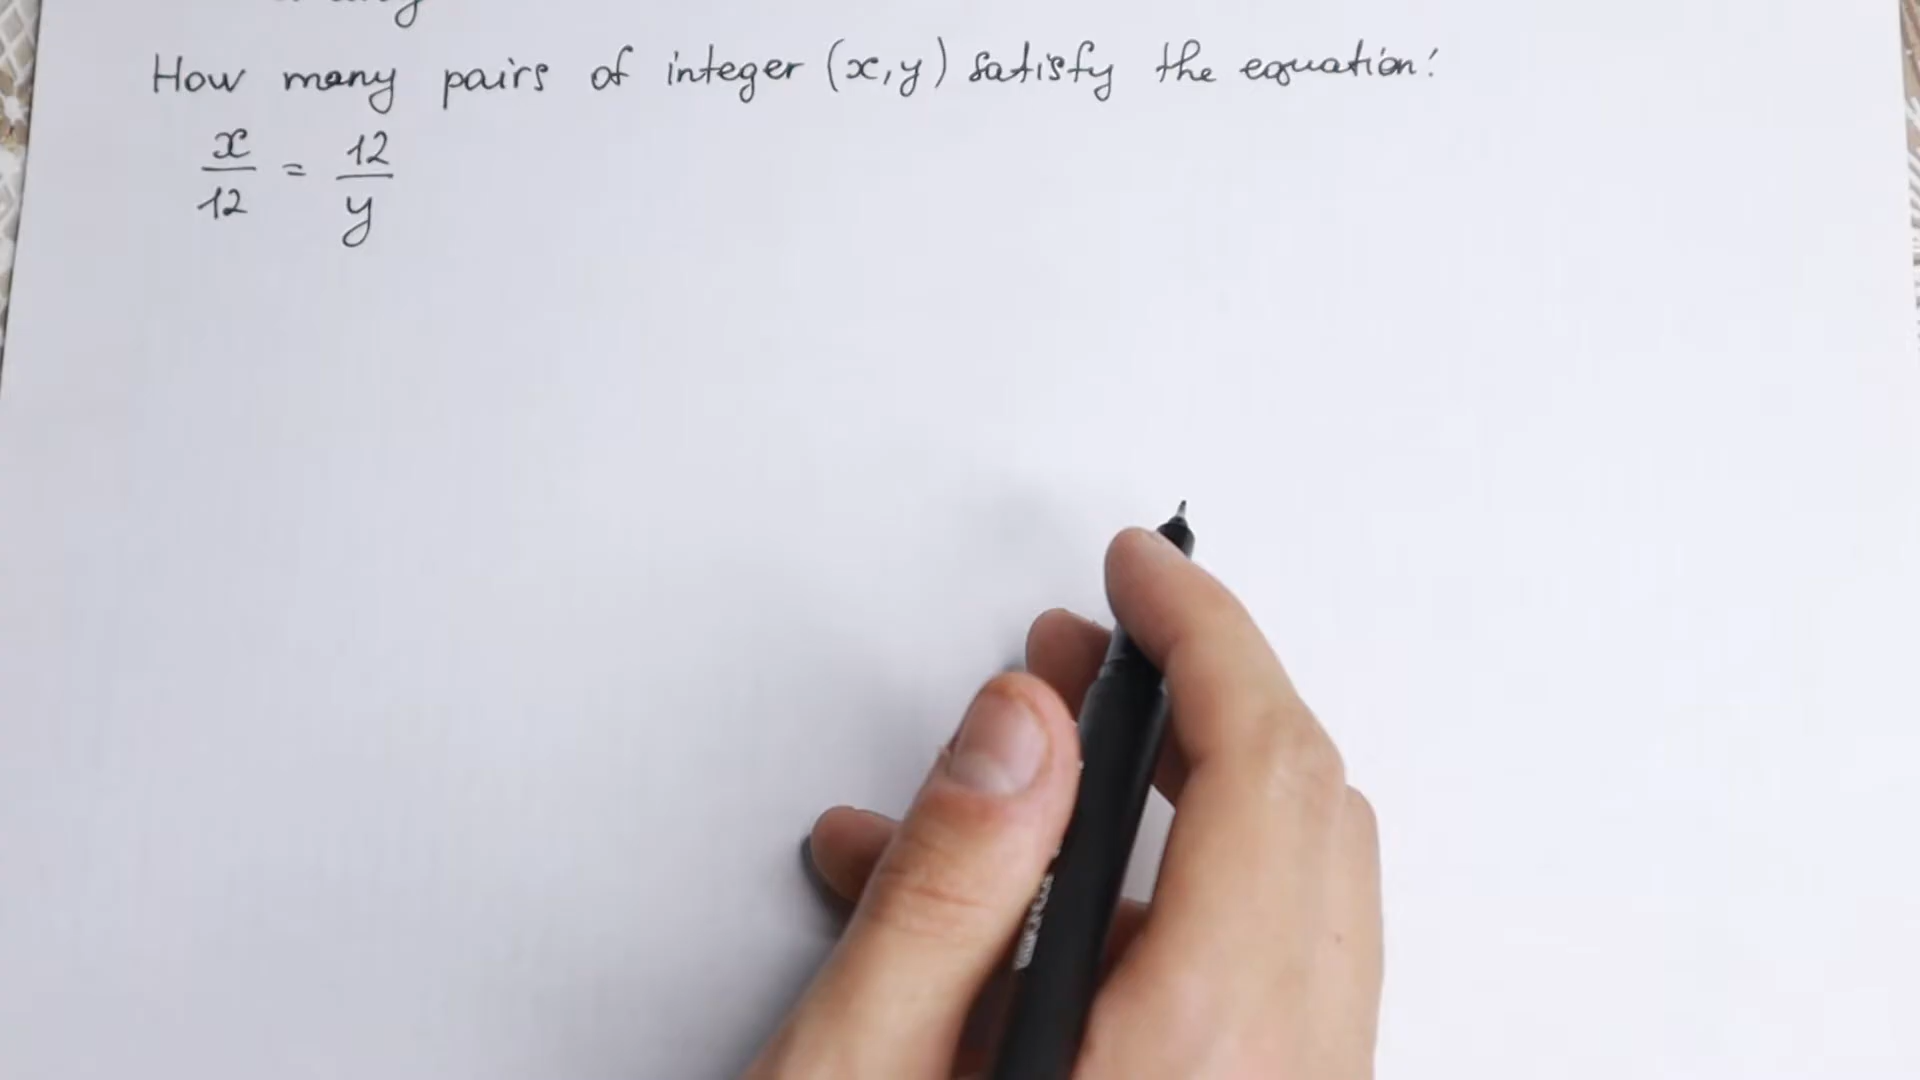 How many pairs of integer (x,y) satisfy the equation:
x/12 = 12/y